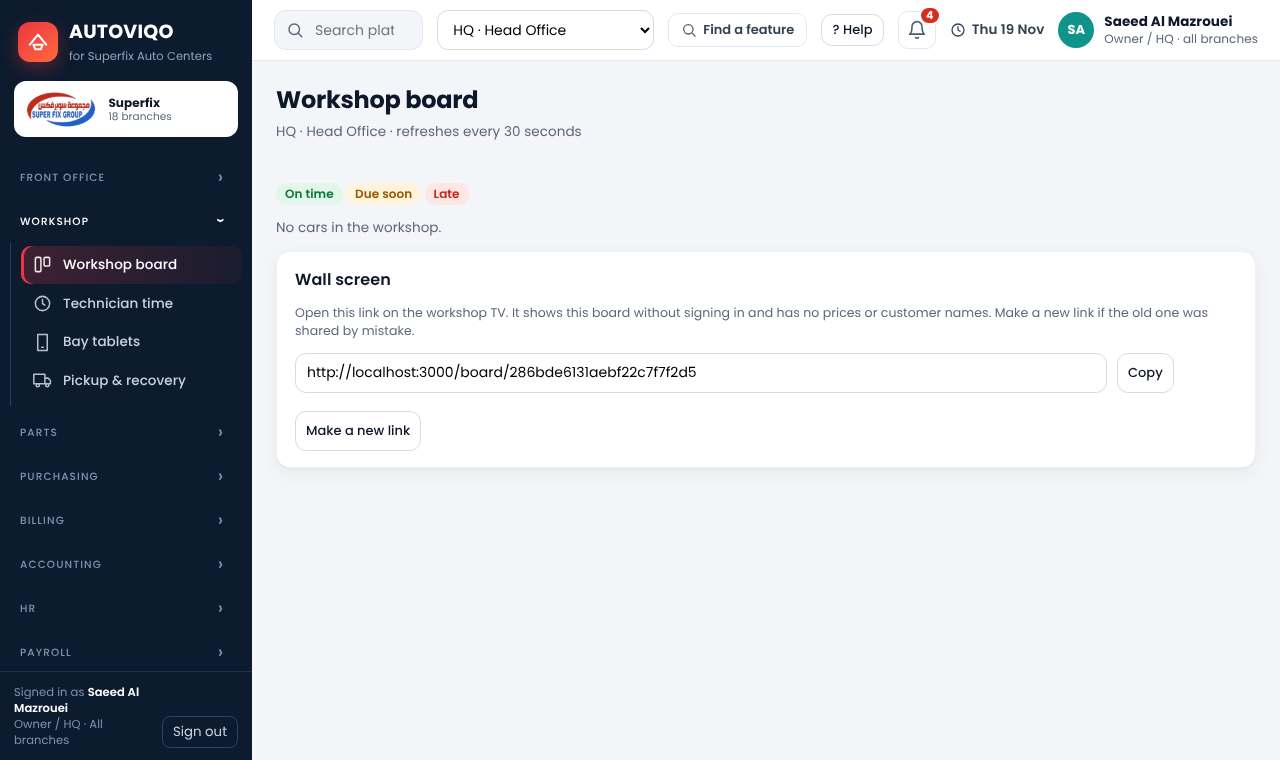 AUTOVIQO
for Superfix Auto Centers
مجموعة سوبر فكس
SUPER FIX GROUP
Superfix
18 branches
FRONT OFFICE
WORKSHOP
Workshop board
Technician time
Bay tablets
Pickup & recovery
PARTS
PURCHASING
BILLING
ACCOUNTING
HR
PAYROLL
Signed in as Saeed Al
Mazrouei
Owner / HQ · All
branches
Sign out
Search plat
HQ · Head Office
Find a feature
? Help
4
Thu 19 Nov
SA
Saeed Al Mazrouei
Owner / HQ · all branches
Workshop board
HQ · Head Office · refreshes every 30 seconds
On time
Due soon
Late
No cars in the workshop.
Wall screen
Open this link on the workshop TV. It shows this board without signing in and has no prices or customer names. Make a new link if the old one was
shared by mistake.
http://localhost:3000/board/286bde6131aebf22c7f7f2d5
Copy
Make a new link